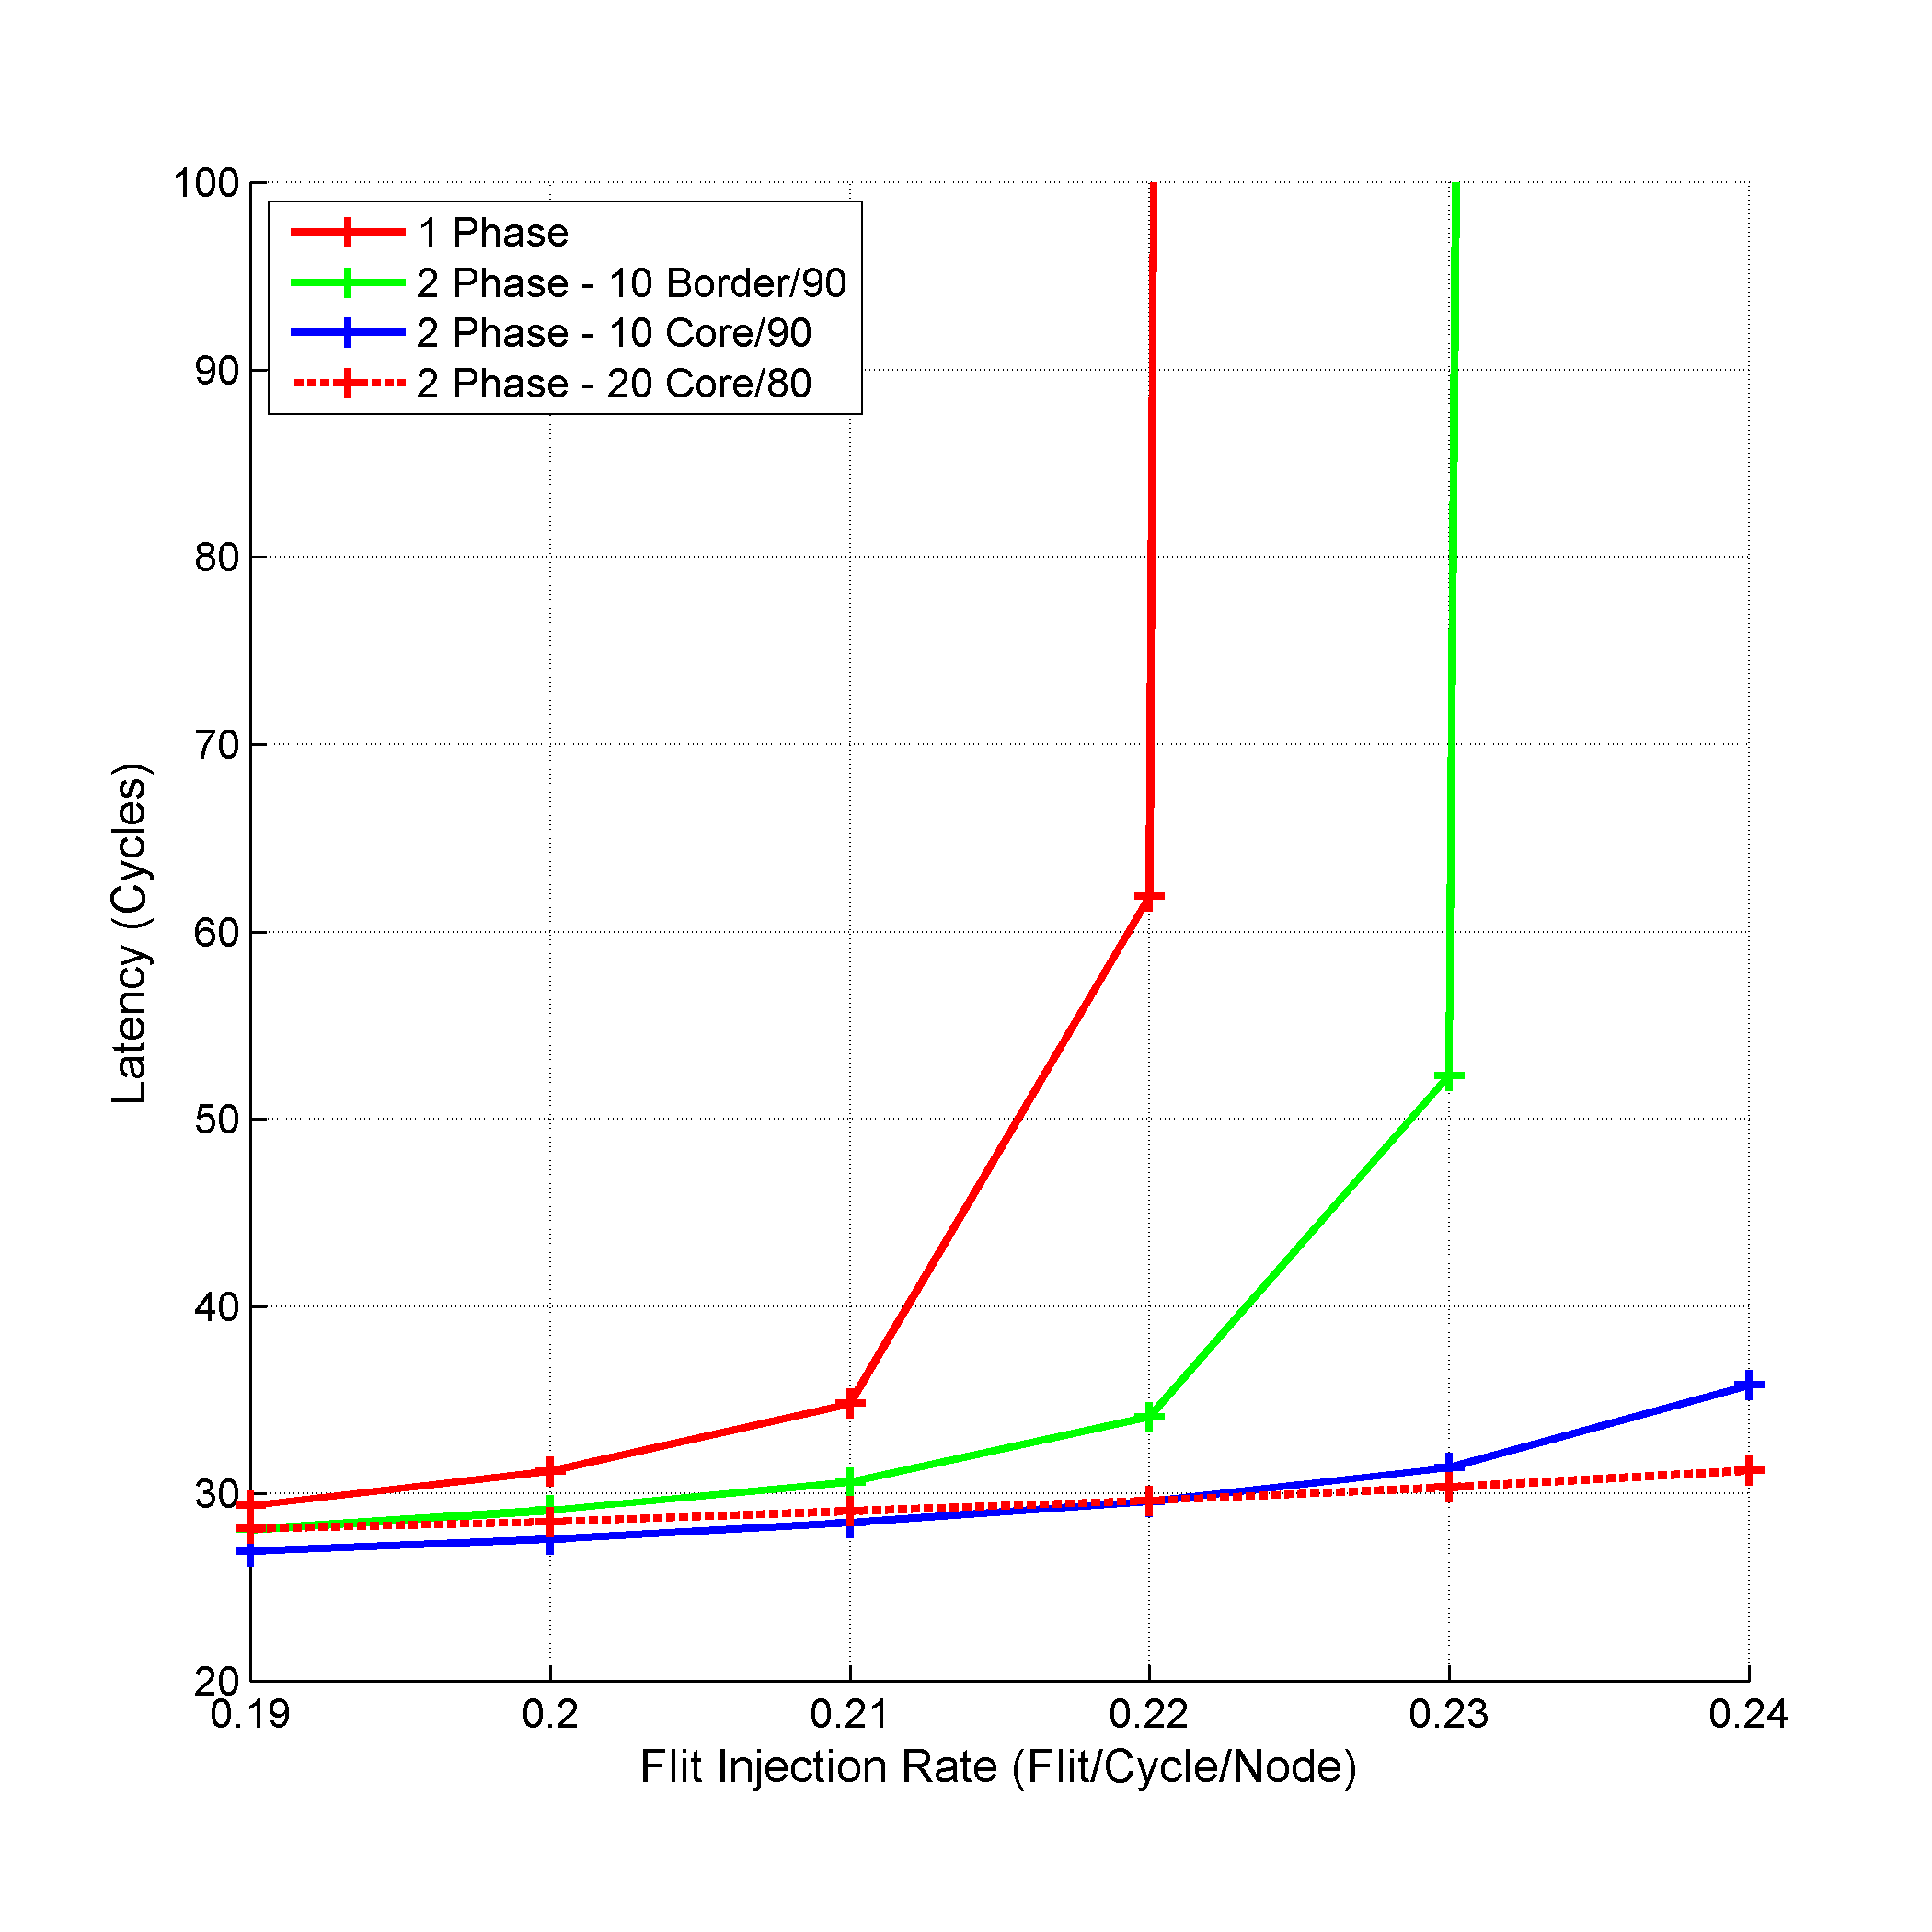 100
90
80
70
60
50
40
30
20
1 Phase
2 Phase - 10 Border/90
2 Phase - 10 Core/90
2 Phase - 20 Core/80
Latency (Cycles)
0.19 0.2 0.21 0.22 0.23 0.24
Flit Injection Rate (Flit/Cycle/Node)